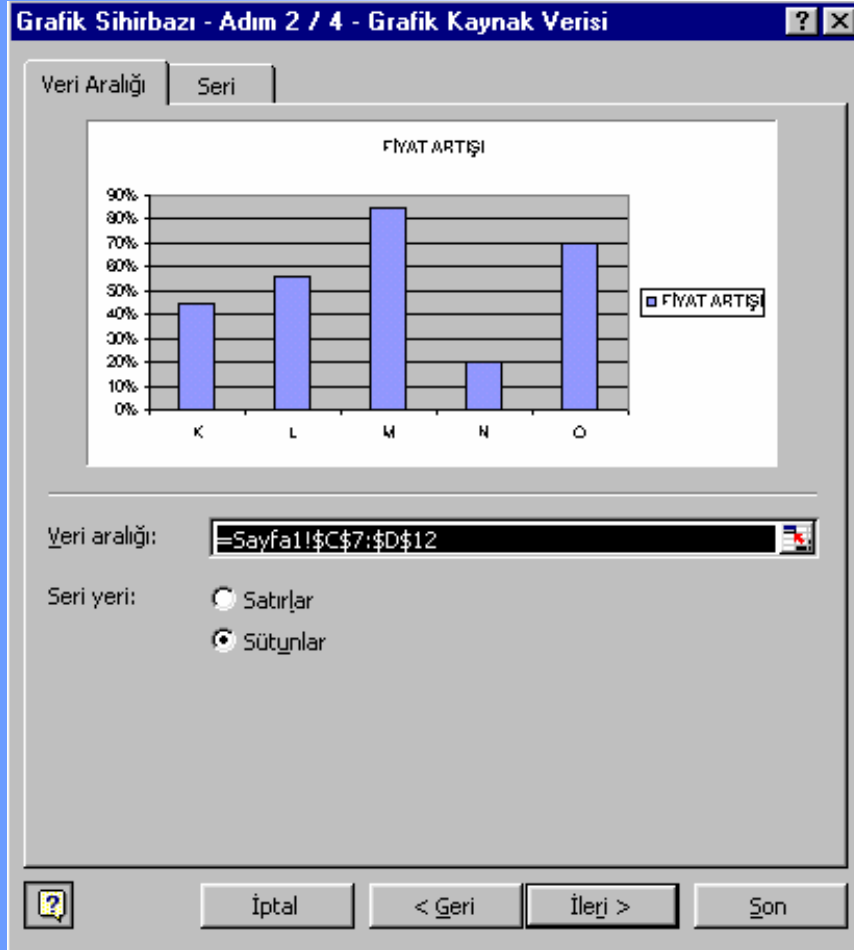 Grafik Sihirbazı - Adım 2 / 4 - Grafik Kaynak Verisi
Veri Aralığı Seri
FİYAT ARTIŞI
90%
80%
70%
60%
50%
40%
30%
20%
10%
0%
K L M N O
FİYAT ARTIŞI
Veri aralığı: =Sayfa1!$C$7:$D$12
Seri yeri: Satırlar
Sütunlar
İptal < Geri İleri > Son